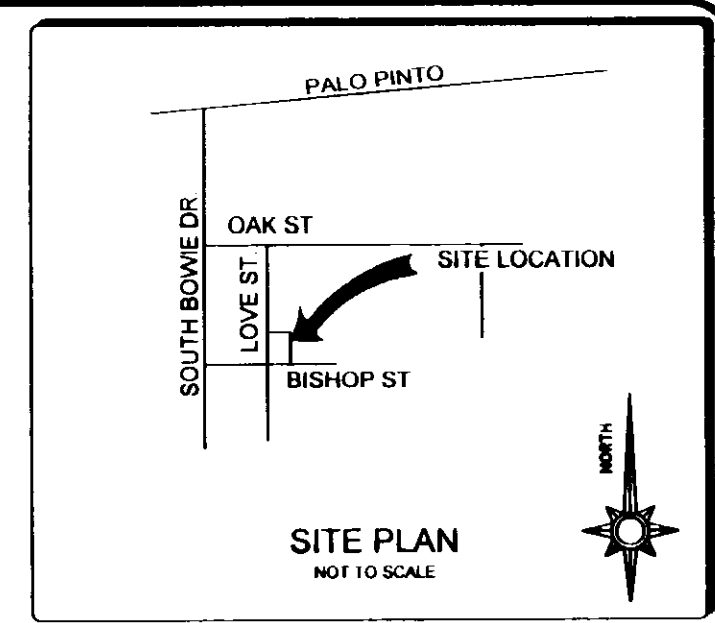 PALO PINTO
SOUTH BOWIE DR.
OAK ST
LOVE ST.
SITE LOCATION
BISHOP ST
NORTH
SITE PLAN
NOT TO SCALE